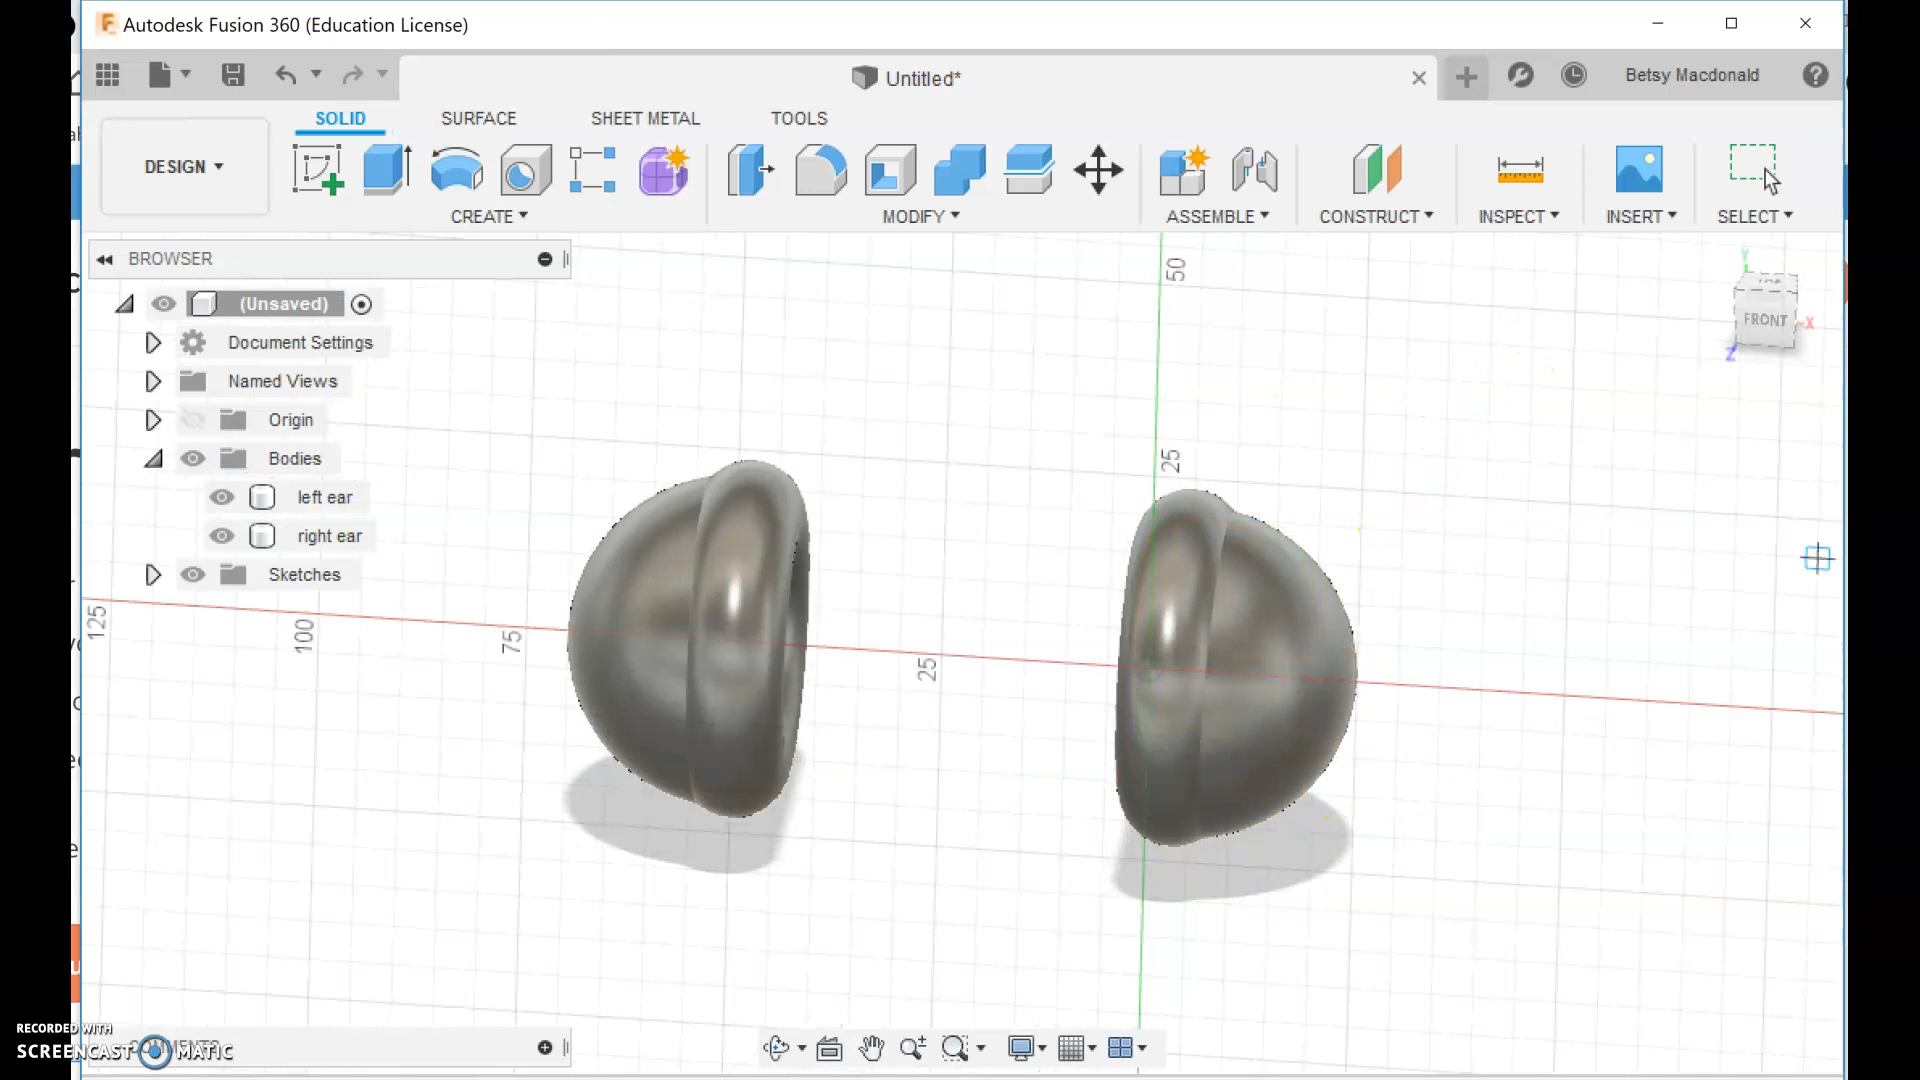 Autodesk Fusion 360 (Education License)
Untitled*
Betsy Macdonald
SOLID
SURFACE
SHEET METAL
TOOLS
DESIGN
CREATE
MODIFY
ASSEMBLE
CONSTRUCT
INSPECT
INSERT
SELECT
BROWSER
(Unsaved)
Document Settings
Named Views
Origin
Bodies
left ear
right ear
Sketches
50
25
125
100
75
25
Y
FRONT
X
Z
RECORDED WITH
SCREENCAST MATIC